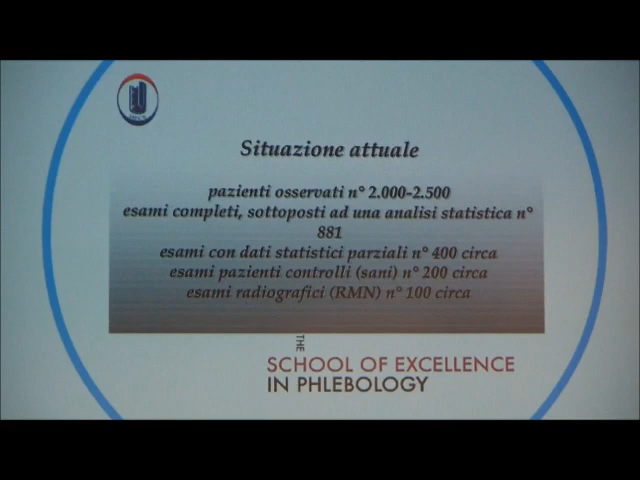 Situazione attuale
pazienti osservati n° 2.000-2.500
esami completi, sottoposti ad una analisi statistica n°
881
esami con dati statistici parziali n° 400 circa
esami pazienti controlli (sani) n° 200 circa
esami radiografici (RMN) n° 100 circa
THE
SCHOOL OF EXCELLENCE
IN PHLEBOLOGY